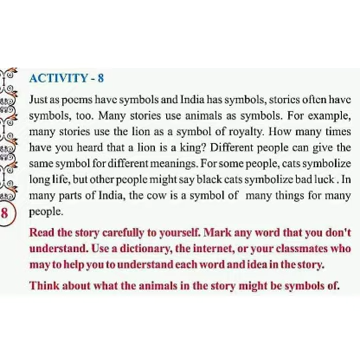 ACTIVITY - 8
Just as poems have symbols and India has symbols, stories often have
symbols, too. Many stories use animals as symbols. For example,
many stories use the lion as a symbol of royalty. How many times
have you heard that a lion is a king? Different people can give the
same symbol for different meanings. For some people, cats symbolize
long life, but other people might say black cats symbolize bad luck . In
many parts of India, the cow is a symbol of many things for many
8 people.
Read the story carefully to yourself. Mark any word that you don't
understand. Use a dictionary, the internet, or your classmates who
may to help you to understand each word and idea in the story.
Think about what the animals in the story might be symbols of.